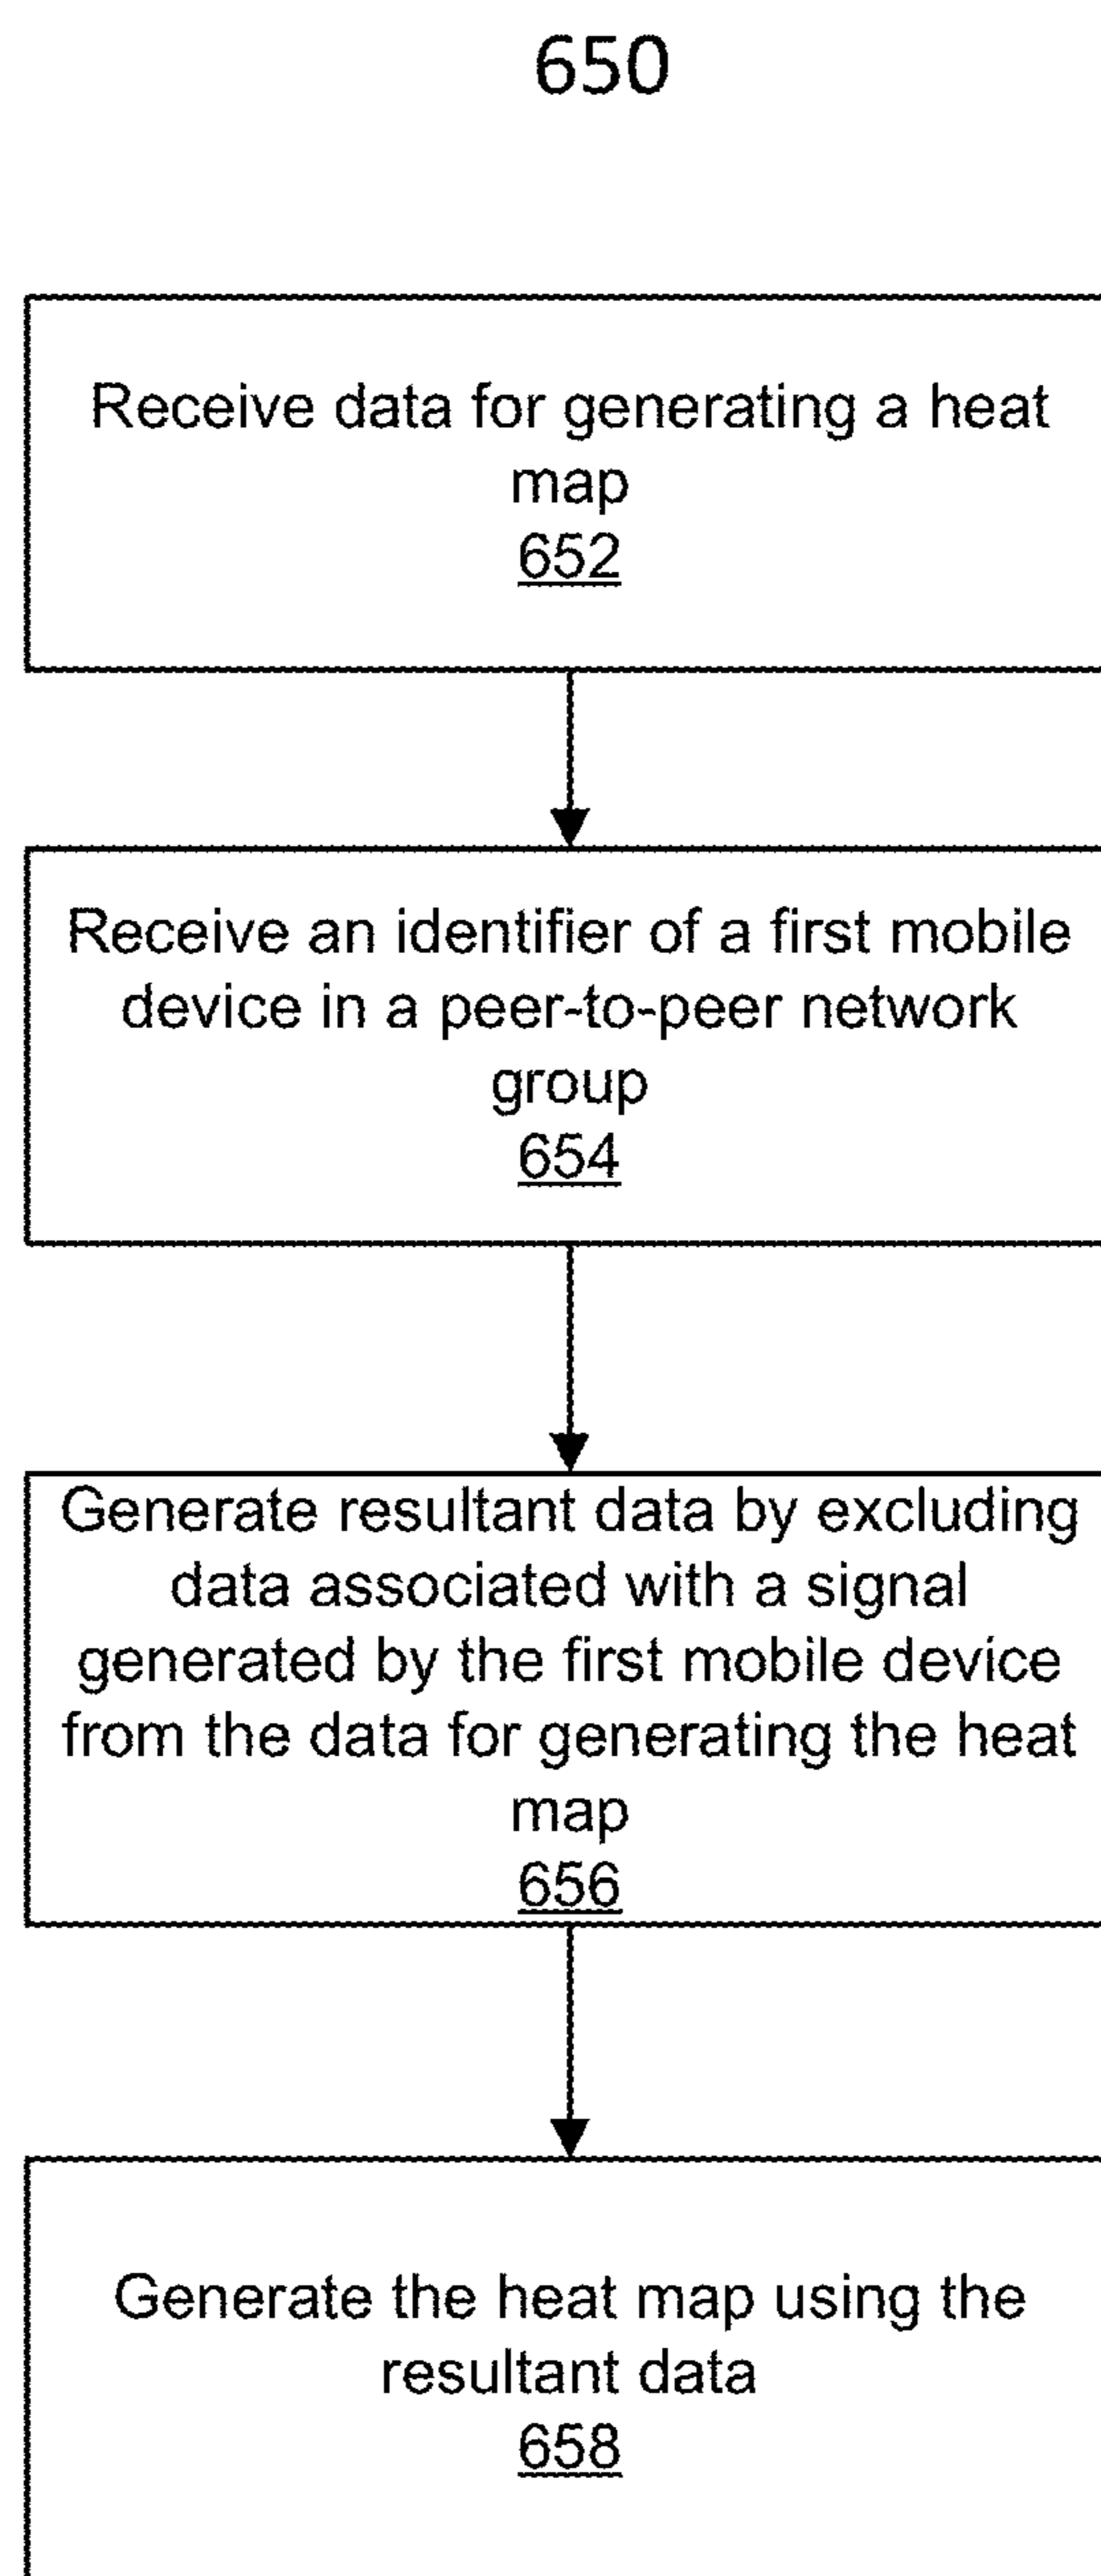 650
Receive data for generating a heat
map
652
Receive an identifier of a first mobile
device in a peer-to-peer network
group
654
Generate resultant data by excluding
data associated with a signal
generated by the first mobile device
from the data for generating the heat
map
656
Generate the heat map using the
resultant data
658